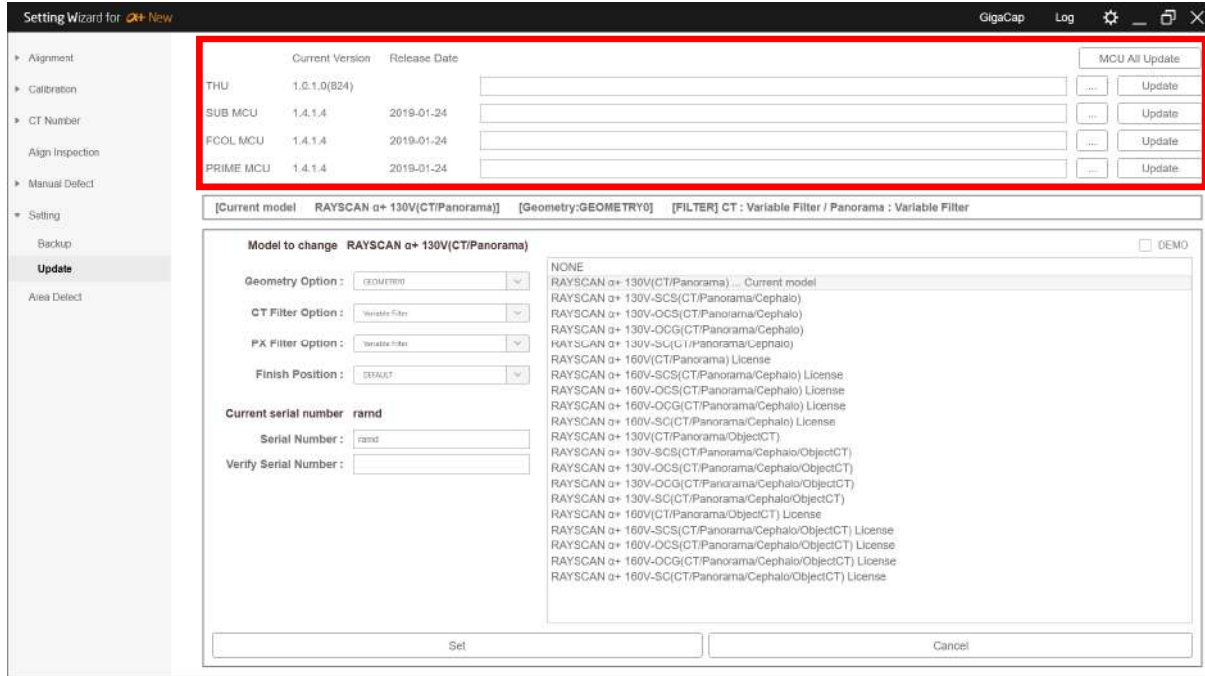 Setting Wizard for α+ New GigaCap Log
Alignment
Calibration
CT Number
Align Inspection
Manual Defect
Setting
Backup
Update
Area Defect
Current Version Release Date MCU All Update
THU 1.0.1.0(824) ... Update
SUB MCU 1.4.1.4 2019-01-24 ... Update
FCOL MCU 1.4.1.4 2019-01-24 ... Update
PRIME MCU 1.4.1.4 2019-01-24 ... Update
[Current model RAYSCAN α+ 130V(CT/Panorama)] [Geometry:GEOMETRY0] [FILTER] CT : Variable Filter / Panorama : Variable Filter
Model to change RAYSCAN α+ 130V(CT/Panorama) DEMO
Geometry Option : GEOMETRY0
CT Filter Option : Variable Filter
PX Filter Option : Variable Filter
Finish Position : DEFAULT
Current serial number ramd
Serial Number : ramd
Verify Serial Number :
NONE
RAYSCAN α+ 130V(CT/Panorama) ... Current model
RAYSCAN α+ 130V-SCS(CT/Panorama/Cephalo)
RAYSCAN α+ 130V-OCS(CT/Panorama/Cephalo)
RAYSCAN α+ 130V-OCG(CT/Panorama/Cephalo)
RAYSCAN α+ 130V-SC(CT/Panorama/Cephalo)
RAYSCAN α+ 160V(CT/Panorama) License
RAYSCAN α+ 160V-SCS(CT/Panorama/Cephalo) License
RAYSCAN α+ 160V-OCS(CT/Panorama/Cephalo) License
RAYSCAN α+ 160V-OCG(CT/Panorama/Cephalo) License
RAYSCAN α+ 160V-SC(CT/Panorama/Cephalo) License
RAYSCAN α+ 130V(CT/Panorama/ObjectCT)
RAYSCAN α+ 130V-SCS(CT/Panorama/Cephalo/ObjectCT)
RAYSCAN α+ 130V-OCS(CT/Panorama/Cephalo/ObjectCT)
RAYSCAN α+ 130V-OCG(CT/Panorama/Cephalo/ObjectCT)
RAYSCAN α+ 130V-SC(CT/Panorama/Cephalo/ObjectCT)
RAYSCAN α+ 160V(CT/Panorama/ObjectCT) License
RAYSCAN α+ 160V-SCS(CT/Panorama/Cephalo/ObjectCT) License
RAYSCAN α+ 160V-OCS(CT/Panorama/Cephalo/ObjectCT) License
RAYSCAN α+ 160V-OCG(CT/Panorama/Cephalo/ObjectCT) License
RAYSCAN α+ 160V-SC(CT/Panorama/Cephalo/ObjectCT) License
Set Cancel